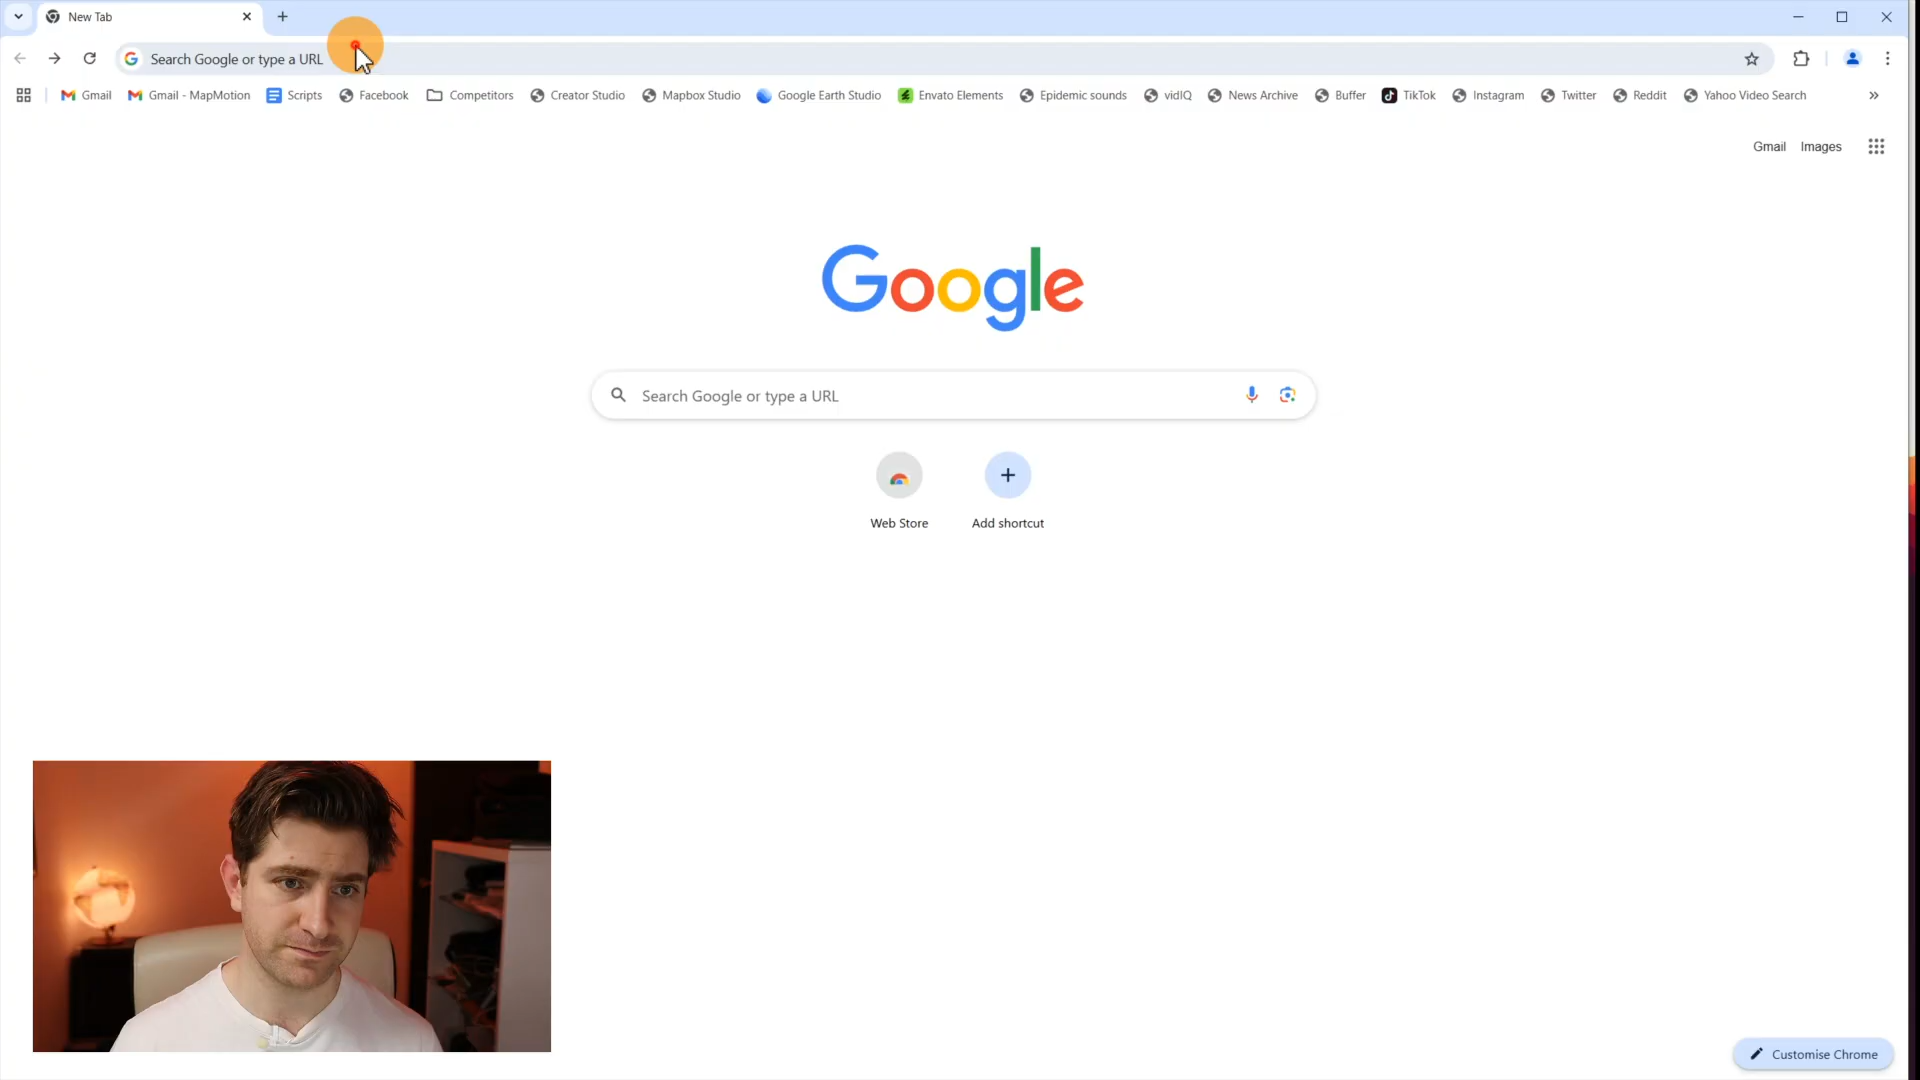 New Tab
Search Google or type a URL
Gmail Gmail - MapMotion Scripts Facebook Competitors Creator Studio Mapbox Studio Google Earth Studio Envato Elements Epidemic sounds vidIQ News Archive Buffer TikTok Instagram Twitter Reddit Yahoo Video Search
Gmail Images
Google
Search Google or type a URL
Web Store Add shortcut
Customise Chrome